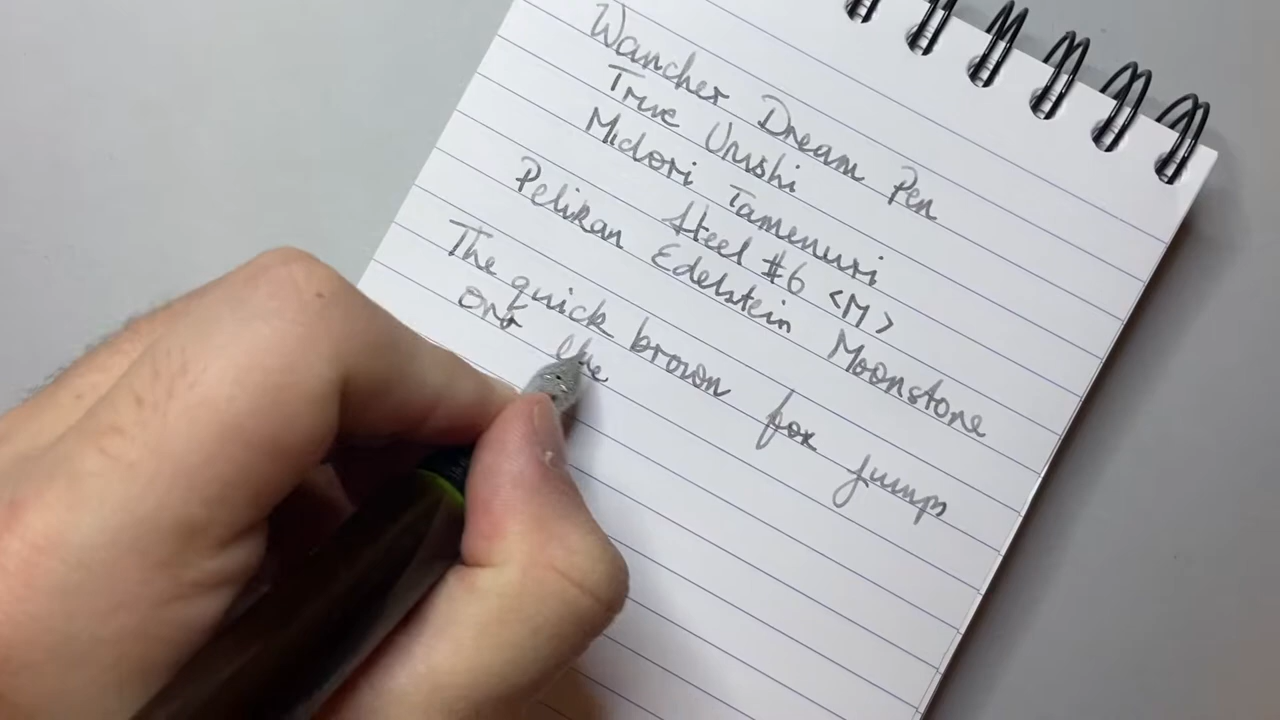 Wancher Dream Pen
True Urushi
Midori Tamenuri
Steel #6 <M>
Pelikan Edelstein Moonstone
The quick brown fox jumps
over the